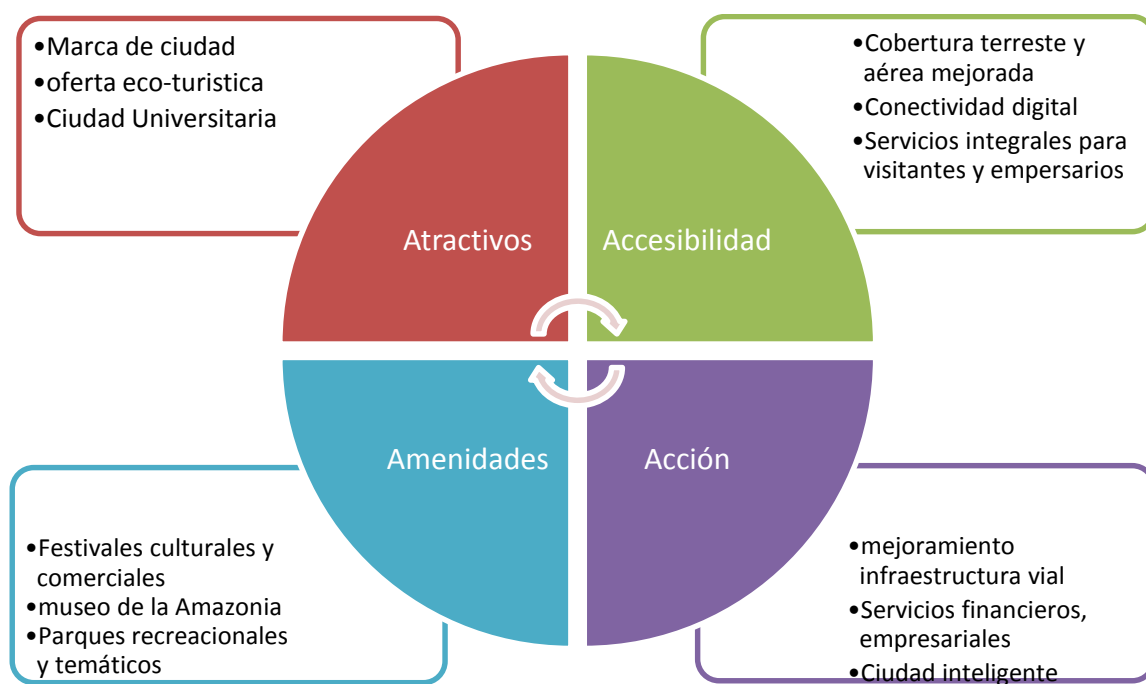 •Marca de ciudad
•oferta eco-turistica
•Ciudad Universitaria
•Cobertura terreste y
aérea mejorada
•Conectividad digital
•Servicios integrales para
visitantes y empersarios
Atractivos
Accesibilidad
Amenidades
Acción
•Festivales culturales y
comerciales
•museo de la Amazonia
•Parques recreacionales
y temáticos
•mejoramiento
infraestructura vial
•Servicios financieros,
empresariales
•Ciudad inteligente